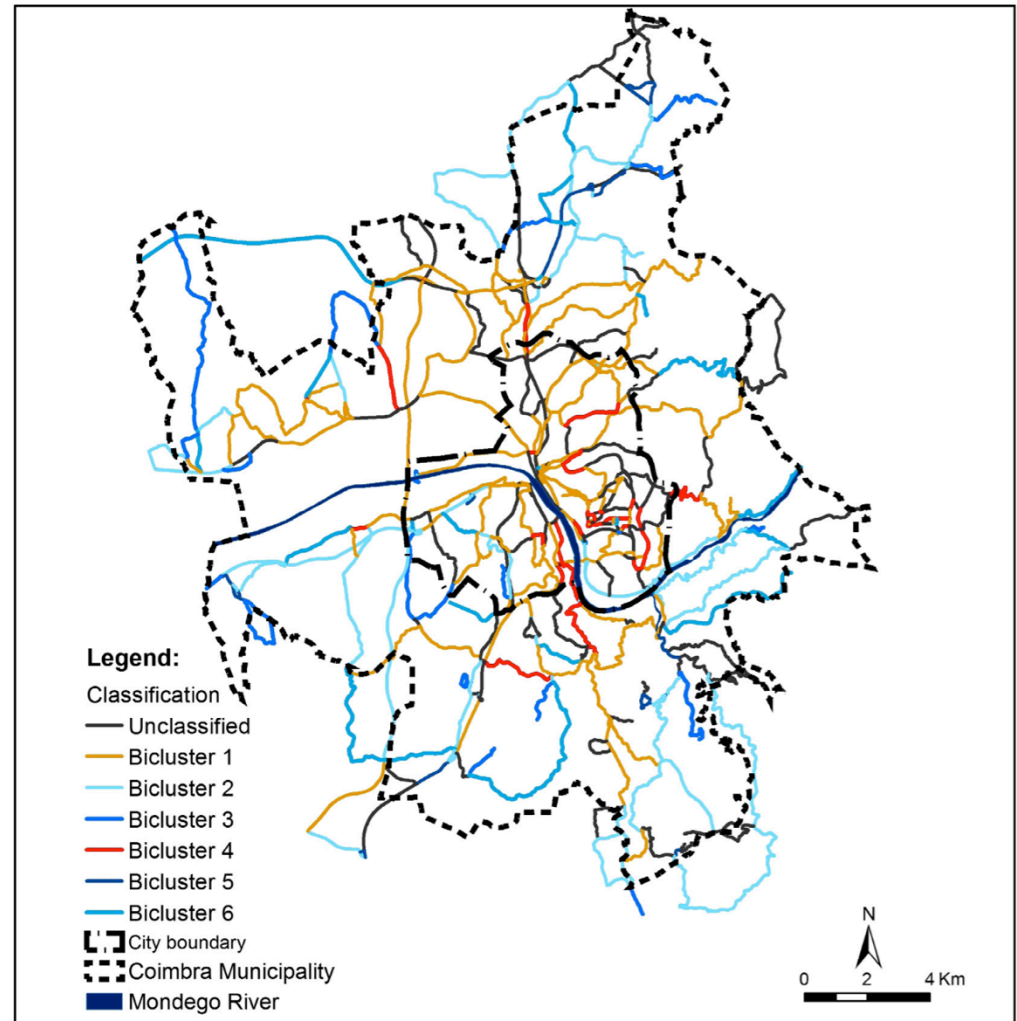 Legend:
Classification
Unclassified
Bicluster 1
Bicluster 2
Bicluster 3
Bicluster 4
Bicluster 5
Bicluster 6
City boundary
Coimbra Municipality
Mondego River
N
0 2 4 Km